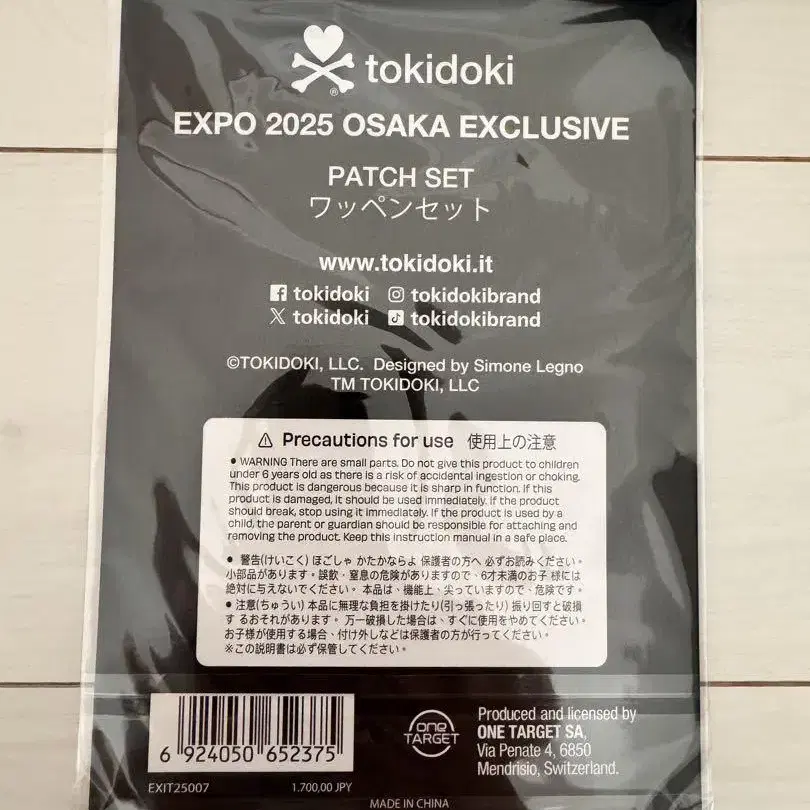 tokidoki
EXPO 2025 OSAKA EXCLUSIVE
PATCH SET
ワッペンセット
www.tokidoki.it
tokidoki tokidokibrand
tokidoki tokidokibrand
©TOKIDOKI, LLC. Designed by Simone Legno
TM TOKIDOKI, LLC
⚠ Precautions for use 使用上の注意
● WARNING There are small parts. Do not give this product to children
under 6 years old as there is a risk of accidental ingestion or choking.
This product is dangerous because it is sharp in function. If this
product is damaged, it should be used immediately. If the product
should break, stop using it immediately. If the product is used by a
child, the parent or guardian should be responsible for attaching and
removing the product. Keep this instruction manual in a safe place.
● 警告(けいこく) ほごしゃ かたかならよ 保護者の方へ 必ずお読みください。
小部品があります。誤飲・窒息の危険がありますので、6才未満のお子 様には
絶対に与えないでください。 本品は、機能上、尖っていますので、危険です。
● 注意(ちゅうい) 本品に無理な負担を掛けたり(引っ張ったり) 振り回すと破損
す るおそれがあります。 万一破損した場合は、すぐに使用をやめてください。
お子様が使用する場合、付け外しなどは保護者の方が行ってください。
※この説明書は必ず保管してください。
6 924050 652375
EXIT25007 1.700,00 JPY
one
TARGET
Produced and licensed by
ONE TARGET SA,
Via Penate 4, 6850
Mendrisio, Switzerland.
MADE IN CHINA